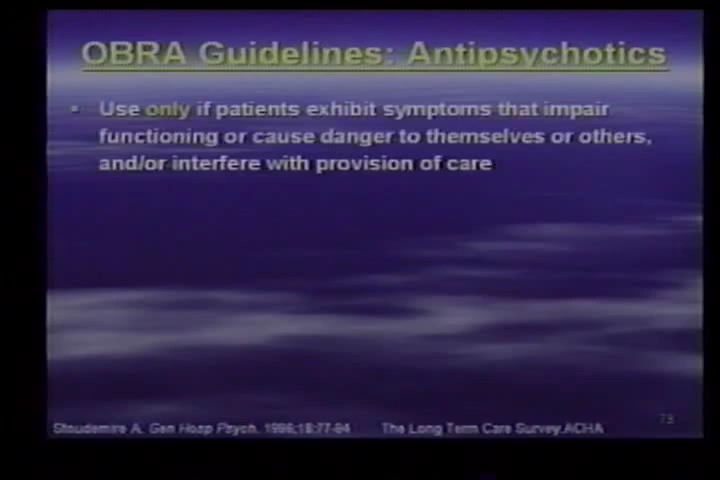 OBRA Guidelines: Antipsychotics
▪ Use only if patients exhibit symptoms that impair
functioning or cause danger to themselves or others,
and/or interfere with provision of care
Stoudemire A. Gen Hosp Psych. 1996;18:77-94 The Long Term Care Survey,ACHA